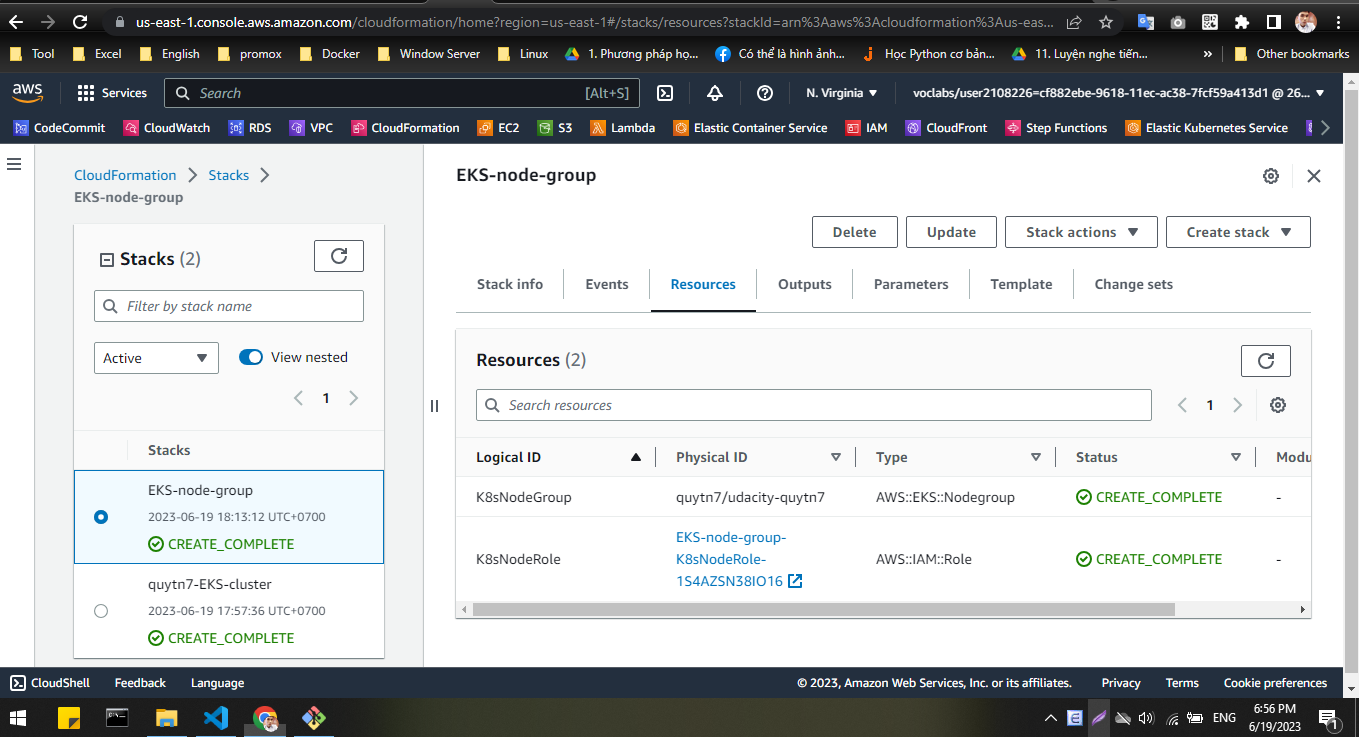 us-east-1.console.aws.amazon.com/cloudformation/home?region=us-east-1#/stacks/resources?stackId=arn%3Aaws%3Acloudformation%3Aus-eas...
Tool Excel English promox Docker Window Server Linux 1. Phương pháp họ... Có thể là hình ảnh... Học Python cơ bản... 11. Luyện nghe tiến... » Other bookmarks
aws Services Search [Alt+S] N. Virginia voclabs/user2108226=cf882ebe-9618-11ec-ac38-7fcf59a413d1 @ 26...
CodeCommit CloudWatch RDS VPC CloudFormation EC2 S3 Lambda Elastic Container Service IAM CloudFront Step Functions Elastic Kubernetes Service
CloudFormation Stacks
EKS-node-group
Stacks (2)
Filter by stack name
Active View nested
1
Stacks
EKS-node-group
2023-06-19 18:13:12 UTC+0700
CREATE_COMPLETE
quytn7-EKS-cluster
2023-06-19 17:57:36 UTC+0700
CREATE_COMPLETE
EKS-node-group
Delete Update Stack actions Create stack
Stack info Events Resources Outputs Parameters Template Change sets
Resources (2)
Search resources 1
Logical ID Physical ID Type Status Modu
K8sNodeGroup quytn7/udacity-quytn7 AWS::EKS::Nodegroup CREATE_COMPLETE -
K8sNodeRole EKS-node-group-
K8sNodeRole-
1S4AZSN38IO16 AWS::IAM::Role CREATE_COMPLETE -
CloudShell Feedback Language © 2023, Amazon Web Services, Inc. or its affiliates. Privacy Terms Cookie preferences
ENG 6:56 PM
6/19/2023 1